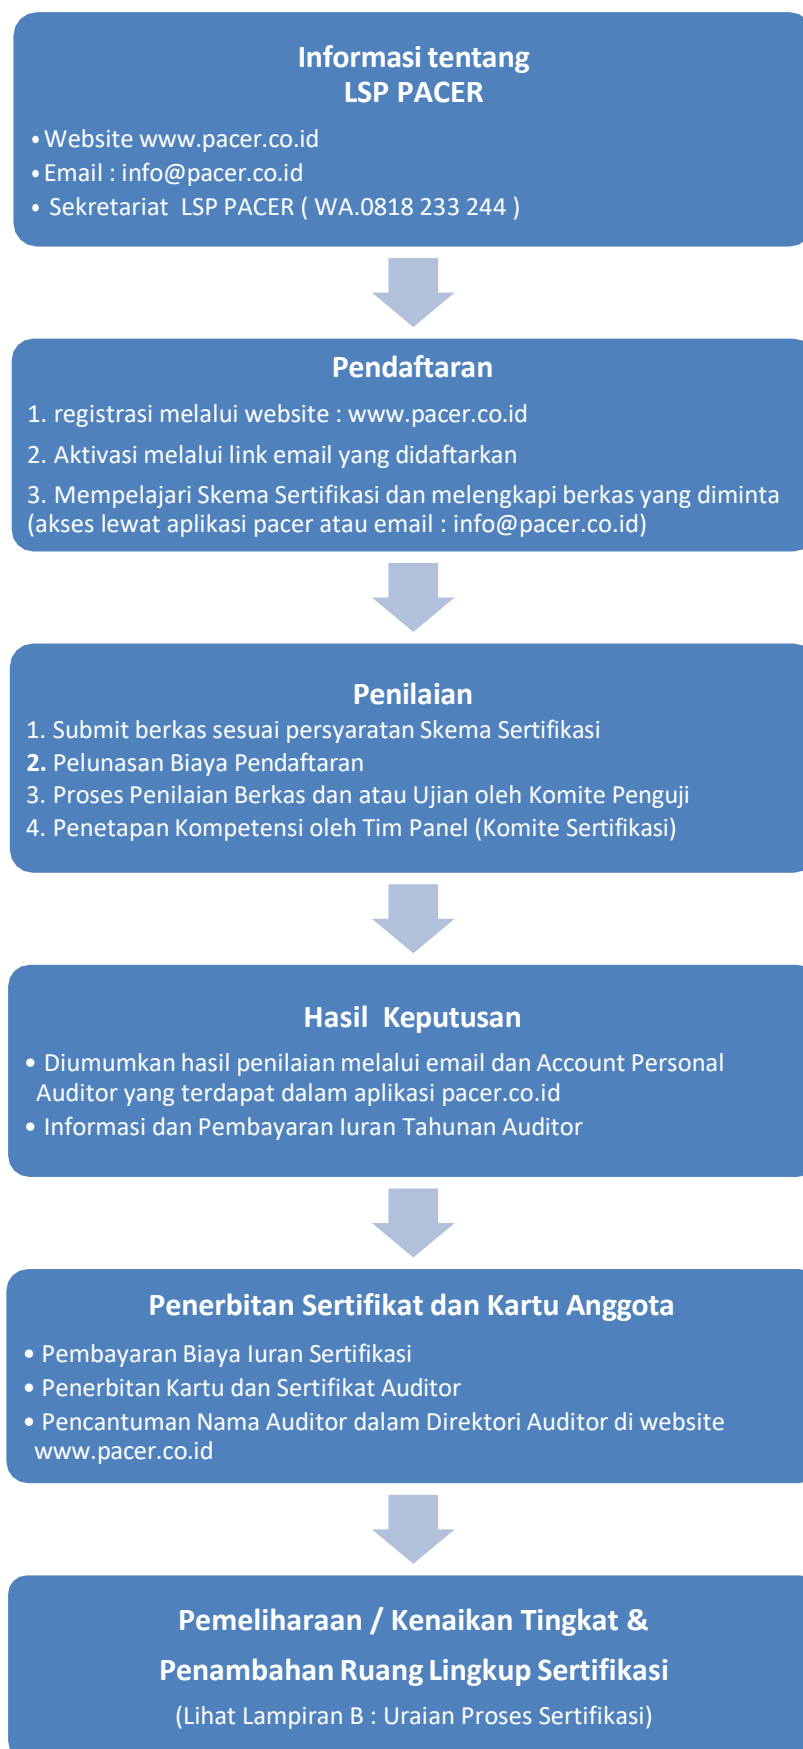 Informasi tentang
LSP PACER
• Website www.pacer.co.id
• Email : info@pacer.co.id
• Sekretariat LSP PACER ( WA.0818 233 244 )
Pendaftaran
1. registrasi melalui website : www.pacer.co.id
2. Aktivasi melalui link email yang didaftarkan
3. Mempelajari Skema Sertifikasi dan melengkapi berkas yang diminta
(akses lewat aplikasi pacer atau email : info@pacer.co.id)
Penilaian
1. Submit berkas sesuai persyaratan Skema Sertifikasi
2. Pelunasan Biaya Pendaftaran
3. Proses Penilaian Berkas dan atau Ujian oleh Komite Penguji
4. Penetapan Kompetensi oleh Tim Panel (Komite Sertifikasi)
Hasil Keputusan
• Diumumkan hasil penilaian melalui email dan Account Personal
Auditor yang terdapat dalam aplikasi pacer.co.id
• Informasi dan Pembayaran Iuran Tahunan Auditor
Penerbitan Sertifikat dan Kartu Anggota
• Pembayaran Biaya Iuran Sertifikasi
• Penerbitan Kartu dan Sertifikat Auditor
• Pencantuman Nama Auditor dalam Direktori Auditor di website
www.pacer.co.id
Pemeliharaan / Kenaikan Tingkat &
Penambahan Ruang Lingkup Sertifikasi
(Lihat Lampiran B : Uraian Proses Sertifikasi)